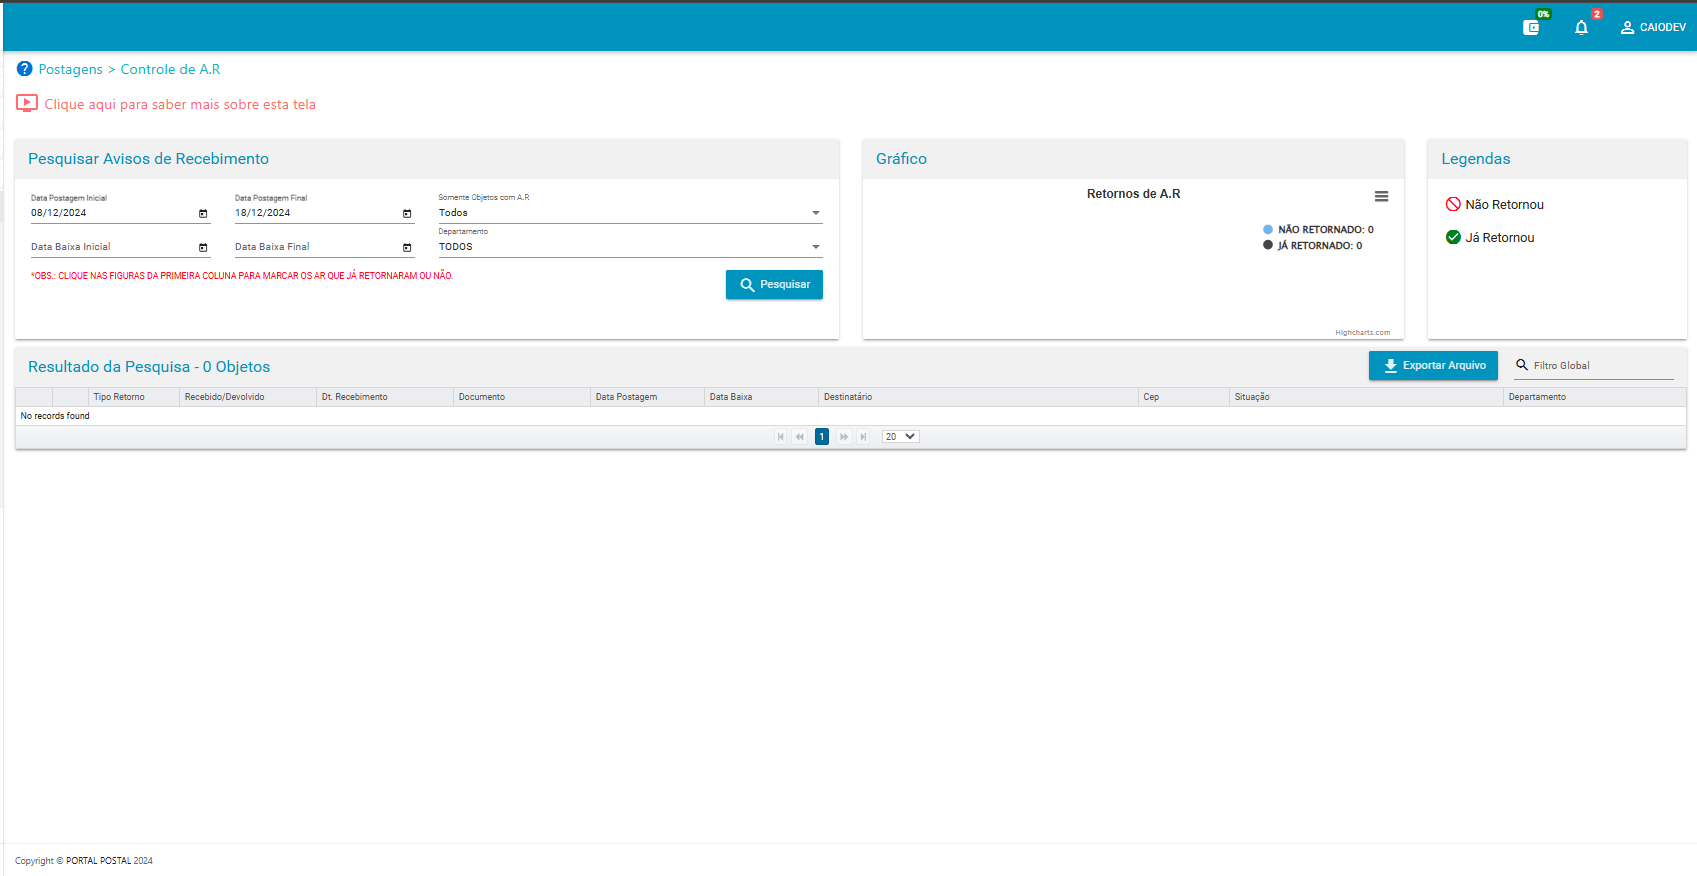 0%
2
CAIODEV
Postagens > Controle de A.R
Clique aqui para saber mais sobre esta tela
Pesquisar Avisos de Recebimento
Data Postagem Inicial
08/12/2024
Data Postagem Final
18/12/2024
Somente Objetos com A.R
Todos
Data Baixa Inicial
Data Baixa Final
Departamento
TODOS
*OBS.: CLIQUE NAS FIGURAS DA PRIMEIRA COLUNA PARA MARCAR OS AR QUE JÁ RETORNARAM OU NÃO.
Pesquisar
Gráfico
Retornos de A.R
NÃO RETORNADO: 0
JÁ RETORNADO: 0
Highcharts.com
Legendas
Não Retornou
Já Retornou
Resultado da Pesquisa - 0 Objetos
Exportar Arquivo
Filtro Global
Tipo Retorno Recebido/Devolvido Dt. Recebimento Documento Data Postagem Data Baixa Destinatário Cep Situação Departamento
No records found
1 20
Copyright © PORTAL POSTAL 2024